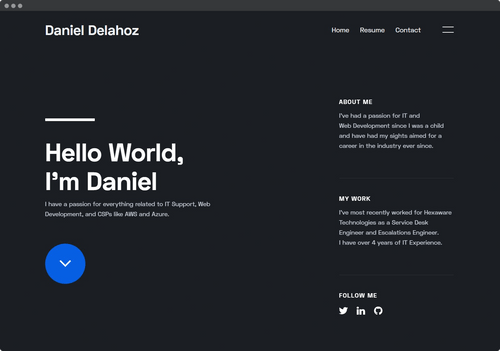 Daniel Delahoz
Home Resume Contact
Hello World,
I'm Daniel
I have a passion for everything related to IT Support, Web
Development, and CSPs like AWS and Azure.
ABOUT ME
I've had a passion for IT and
Web Development since I was a child
and have had my sights aimed for a
career in the industry ever since.
MY WORK
I've most recently worked for Hexaware
Technologies as a Service Desk
Engineer and Escalations Engineer.
I have over 4 years of IT Experience.
FOLLOW ME